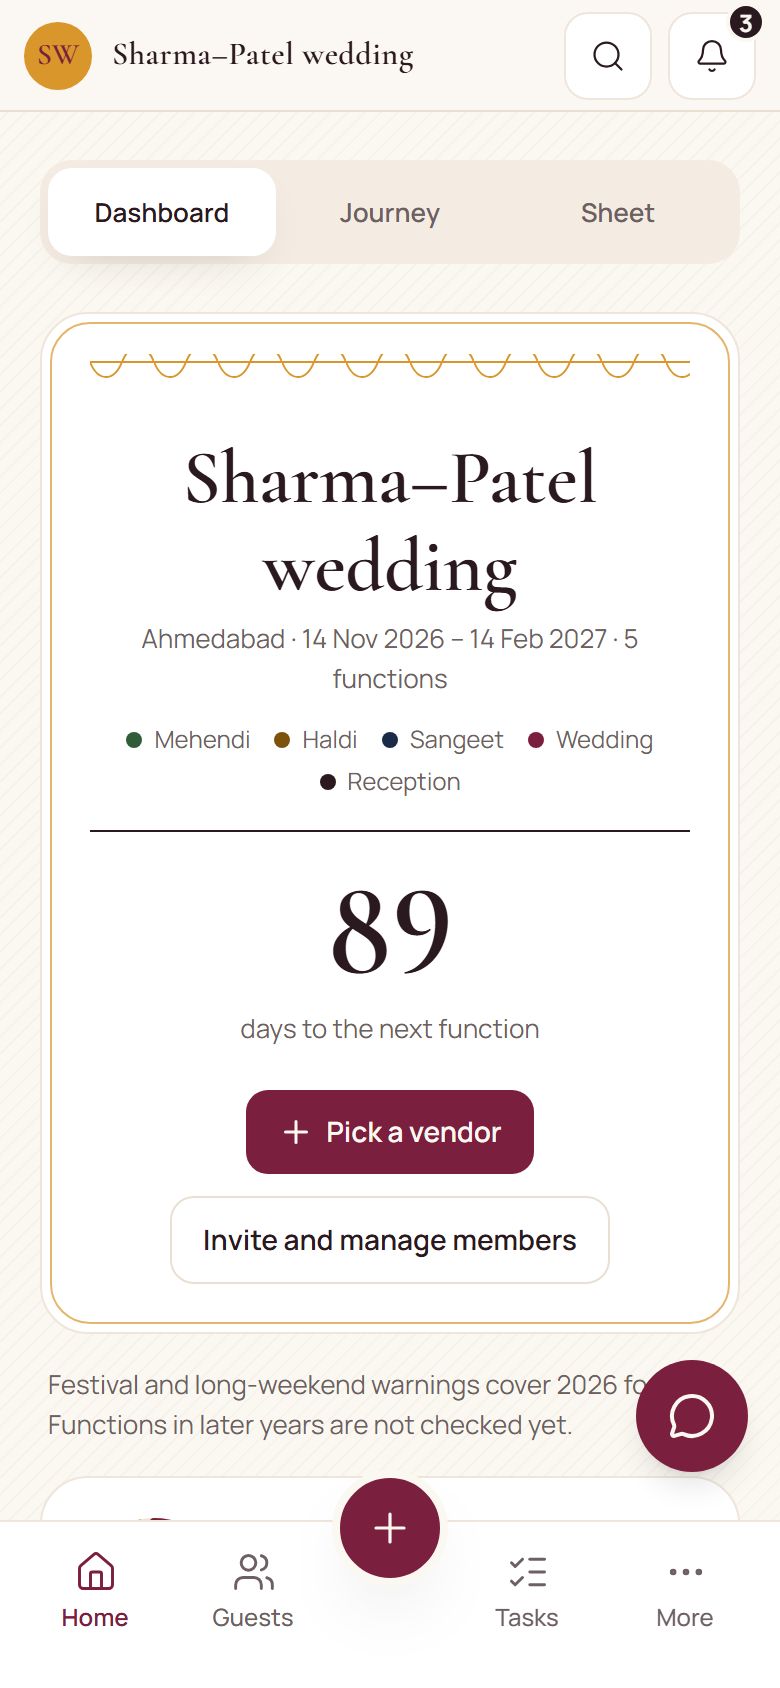 SW Sharma–Patel wedding 3
Dashboard Journey Sheet
Sharma–Patel
wedding
Ahmedabad · 14 Nov 2026 – 14 Feb 2027 · 5
functions
Mehendi Haldi Sangeet Wedding
Reception
89
days to the next function
Pick a vendor
Invite and manage members
Festival and long-weekend warnings cover 2026
Functions in later years are not checked yet.
Home Guests Tasks More